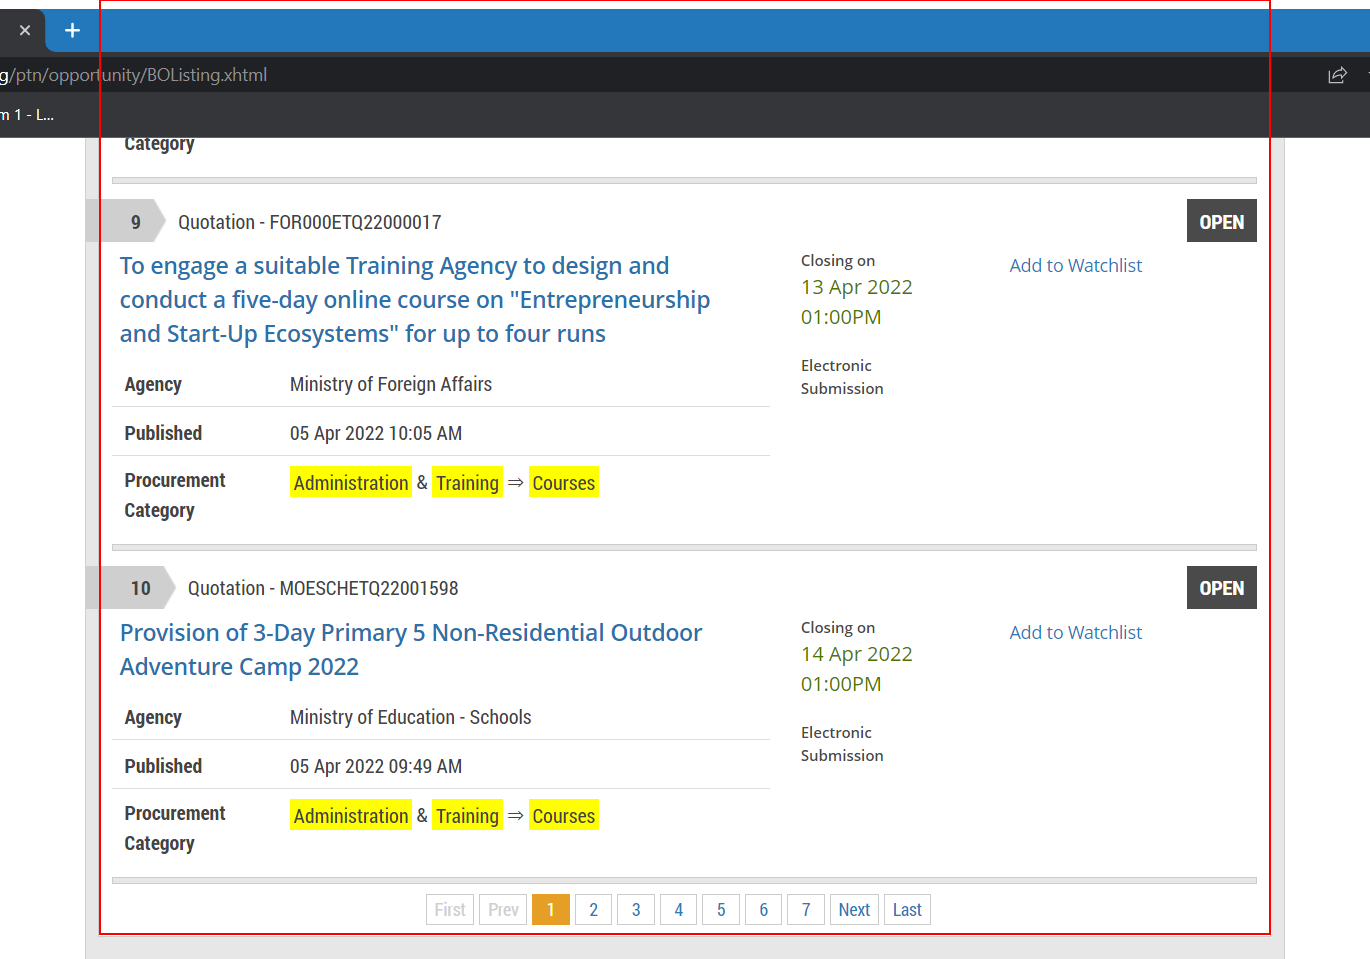 g/ptn/opportunity/BOListing.xhtml
m 1 - L...
Category
9 Quotation - FOR000ETQ22000017 OPEN
To engage a suitable Training Agency to design and
conduct a five-day online course on "Entrepreneurship
and Start-Up Ecosystems" for up to four runs
Closing on
13 Apr 2022
01:00PM
Electronic
Submission
Add to Watchlist
Agency Ministry of Foreign Affairs
Published 05 Apr 2022 10:05 AM
Procurement
Category
Administration & Training ⇒ Courses
10 Quotation - MOESCHETQ22001598 OPEN
Provision of 3-Day Primary 5 Non-Residential Outdoor
Adventure Camp 2022
Closing on
14 Apr 2022
01:00PM
Electronic
Submission
Add to Watchlist
Agency Ministry of Education - Schools
Published 05 Apr 2022 09:49 AM
Procurement
Category
Administration & Training ⇒ Courses
First Prev 1 2 3 4 5 6 7 Next Last